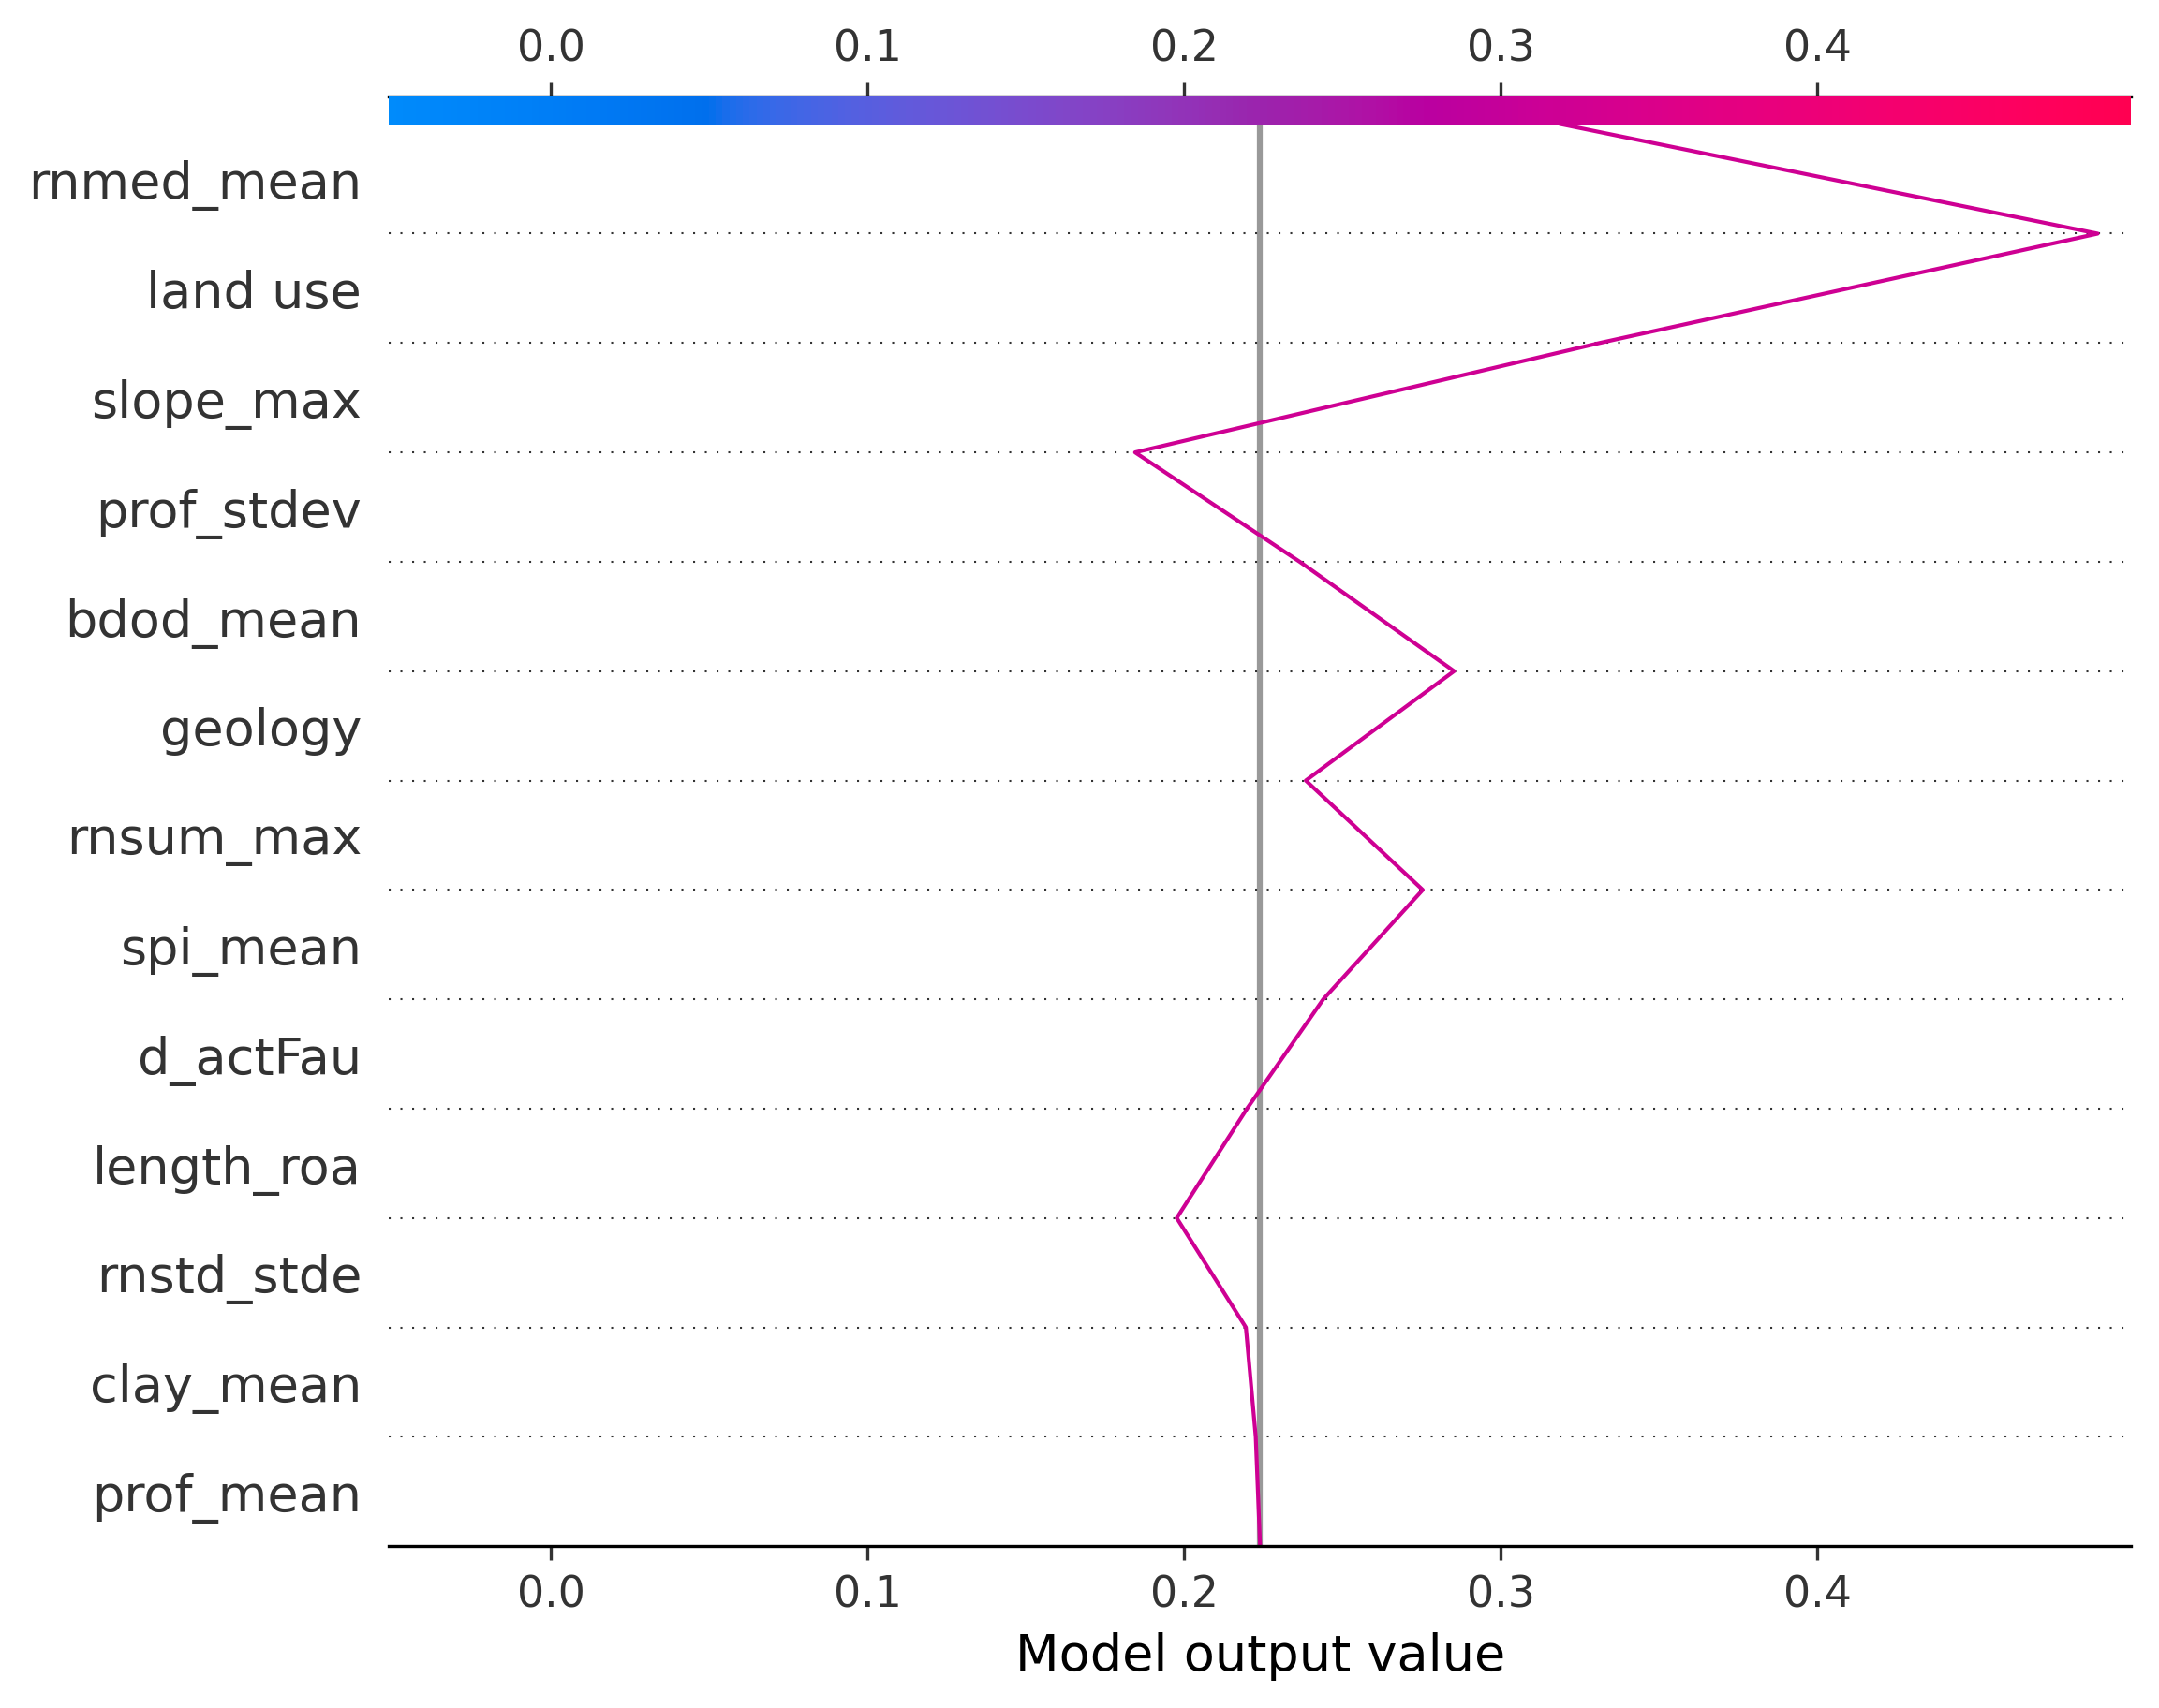 0.0 0.1 0.2 0.3 0.4
rnmed_mean
land use
slope_max
prof_stdev
bdod_mean
geology
rnsum_max
spi_mean
d_actFau
length_roa
rnstd_stde
clay_mean
prof_mean
0.0 0.1 0.2 0.3 0.4
Model output value